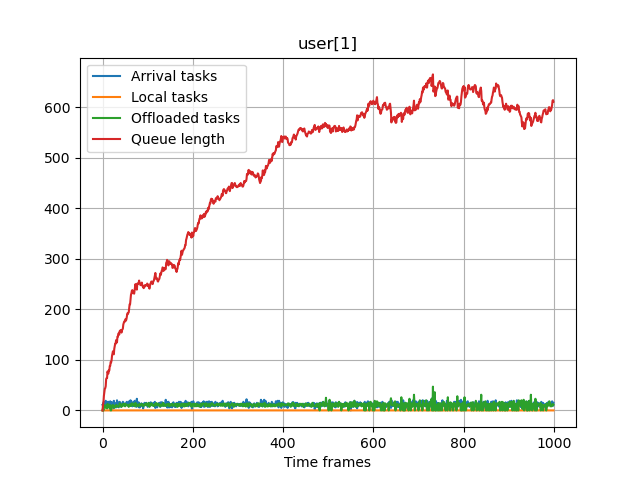 user[1]
Arrival tasks
Local tasks
Offloaded tasks
Queue length
600
500
400
300
200
100
0
0 200 400 600 800 1000
Time frames